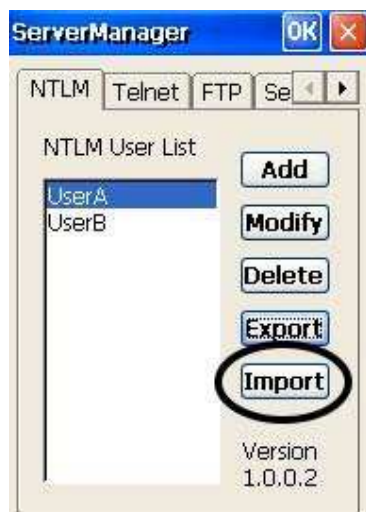 ServerManager OK
NTLM Telnet FTP Se
NTLM User List
Add
UserA
UserB
Modify
Delete
Export
Import
Version
1.0.0.2